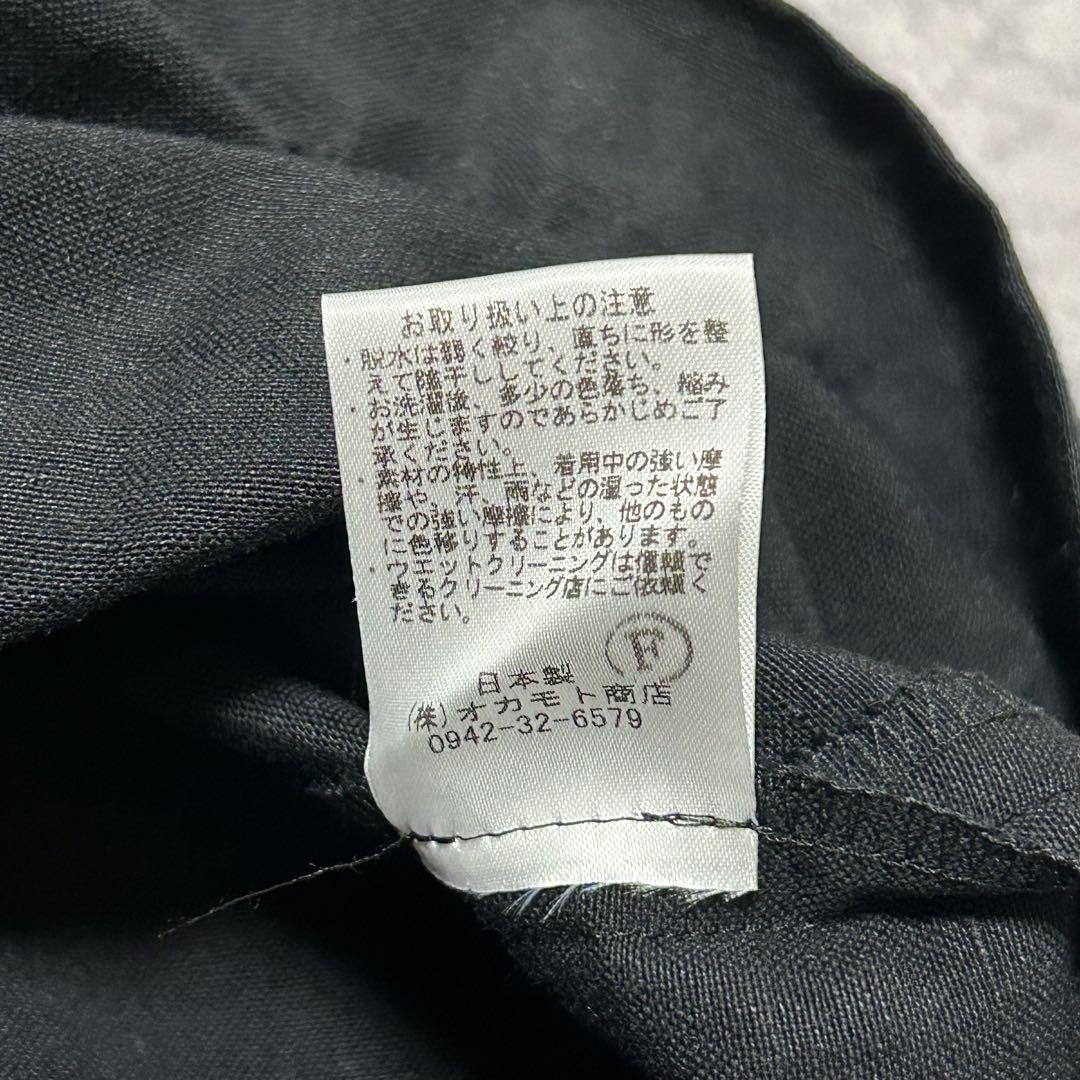 お取り扱い上の注意
・脱水は弱く絞り、直ちに形を整
えて陰干ししてください。
・お洗濯後、多少の色落ち、縮み
が生じますのであらかじめご了
承ください。
・素材の特性上、着用中の強い摩
擦や、汗、雨などの湿った状態
での強い摩擦により、他のもの
に色移りすることがあります。
・ウエットクリーニングは信頼で
きるクリーニング店にご依頼く
ださい。
F
日本製
(株)オカモト商店
0942-32-6579